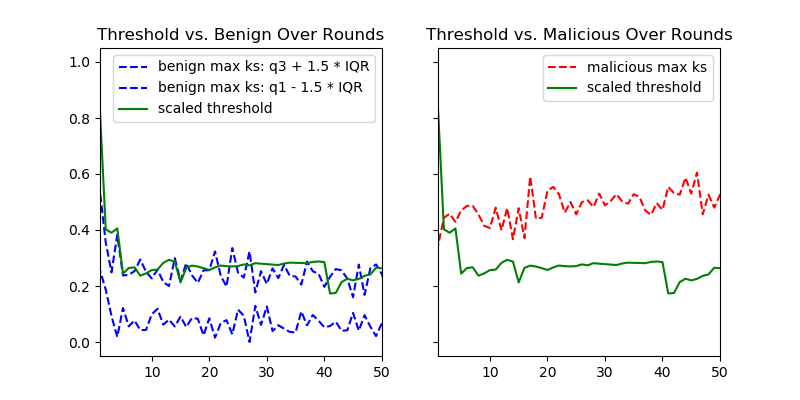 Threshold vs. Benign Over Rounds
benign max ks: q3 + 1.5 * IQR
benign max ks: q1 - 1.5 * IQR
scaled threshold
1.0
0.8
0.6
0.4
0.2
0.0
10 20 30 40 50
Threshold vs. Malicious Over Rounds
malicious max ks
scaled threshold
10 20 30 40 50